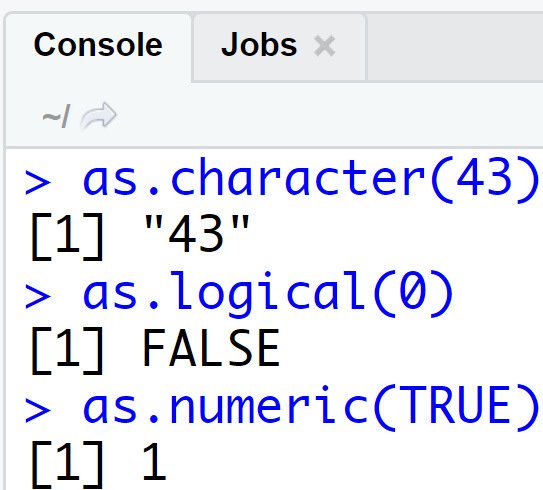 Console Jobs ×
~/
> as.character(43)
[1] "43"
> as.logical(0)
[1] FALSE
> as.numeric(TRUE)
[1] 1